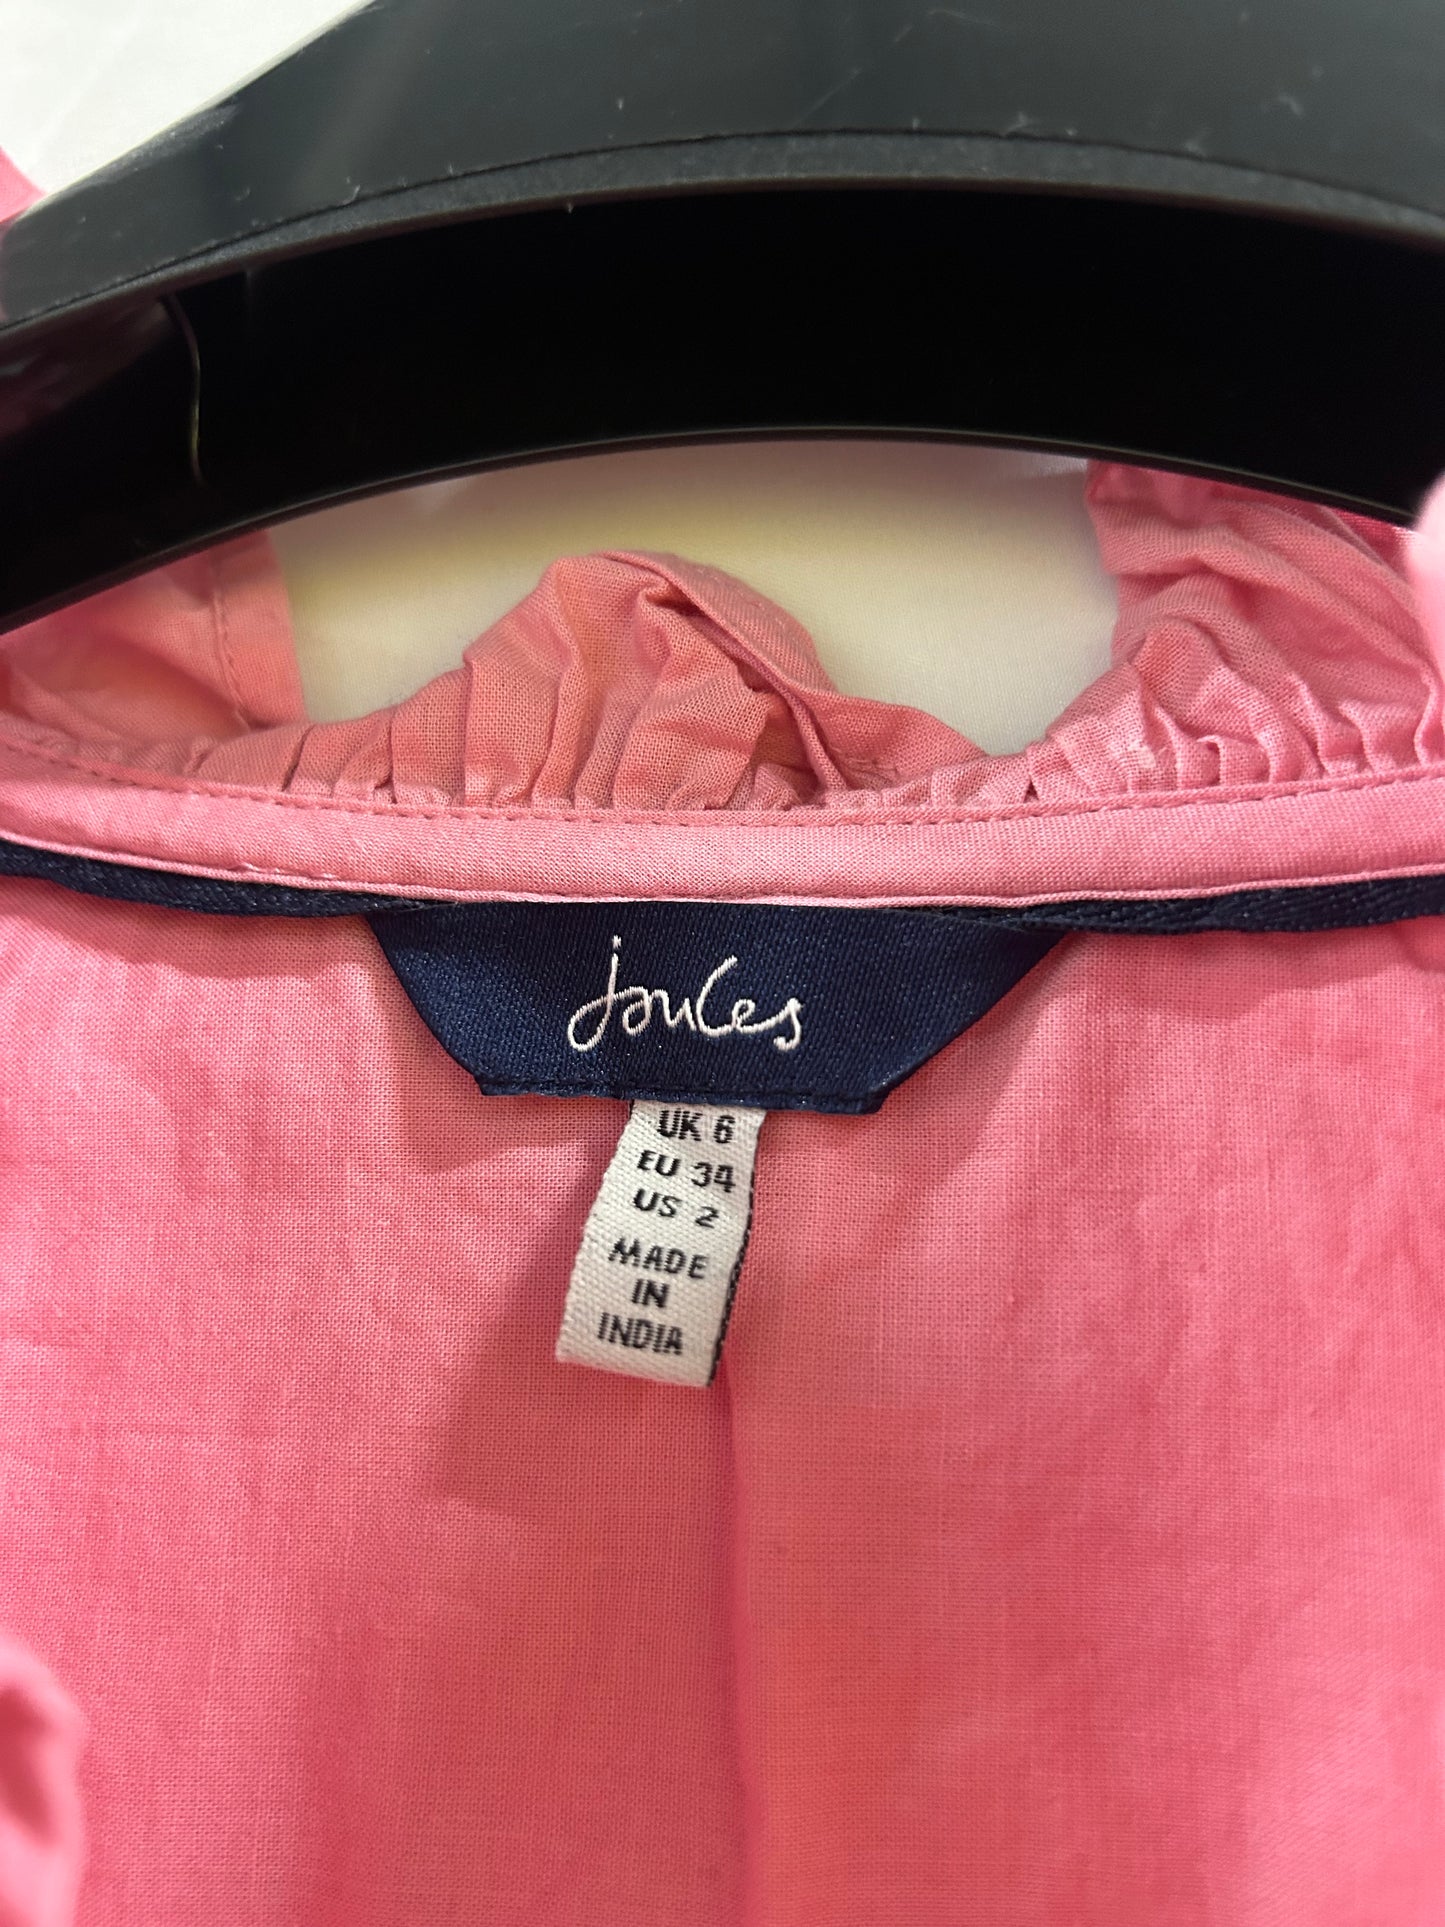 joules
UK 6
EU 34
US 2
MADE
IN
INDIA